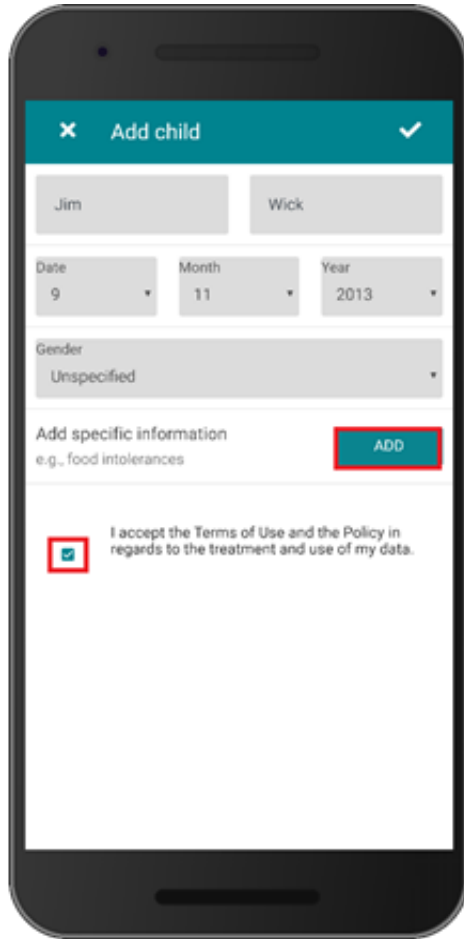 Add child
Jim Wick
Date Month Year
9 11 2013
Gender
Unspecified
Add specific information
ADD
e.g., food intolerances
I accept the Terms of Use and the Policy in
regards to the treatment and use of my data.